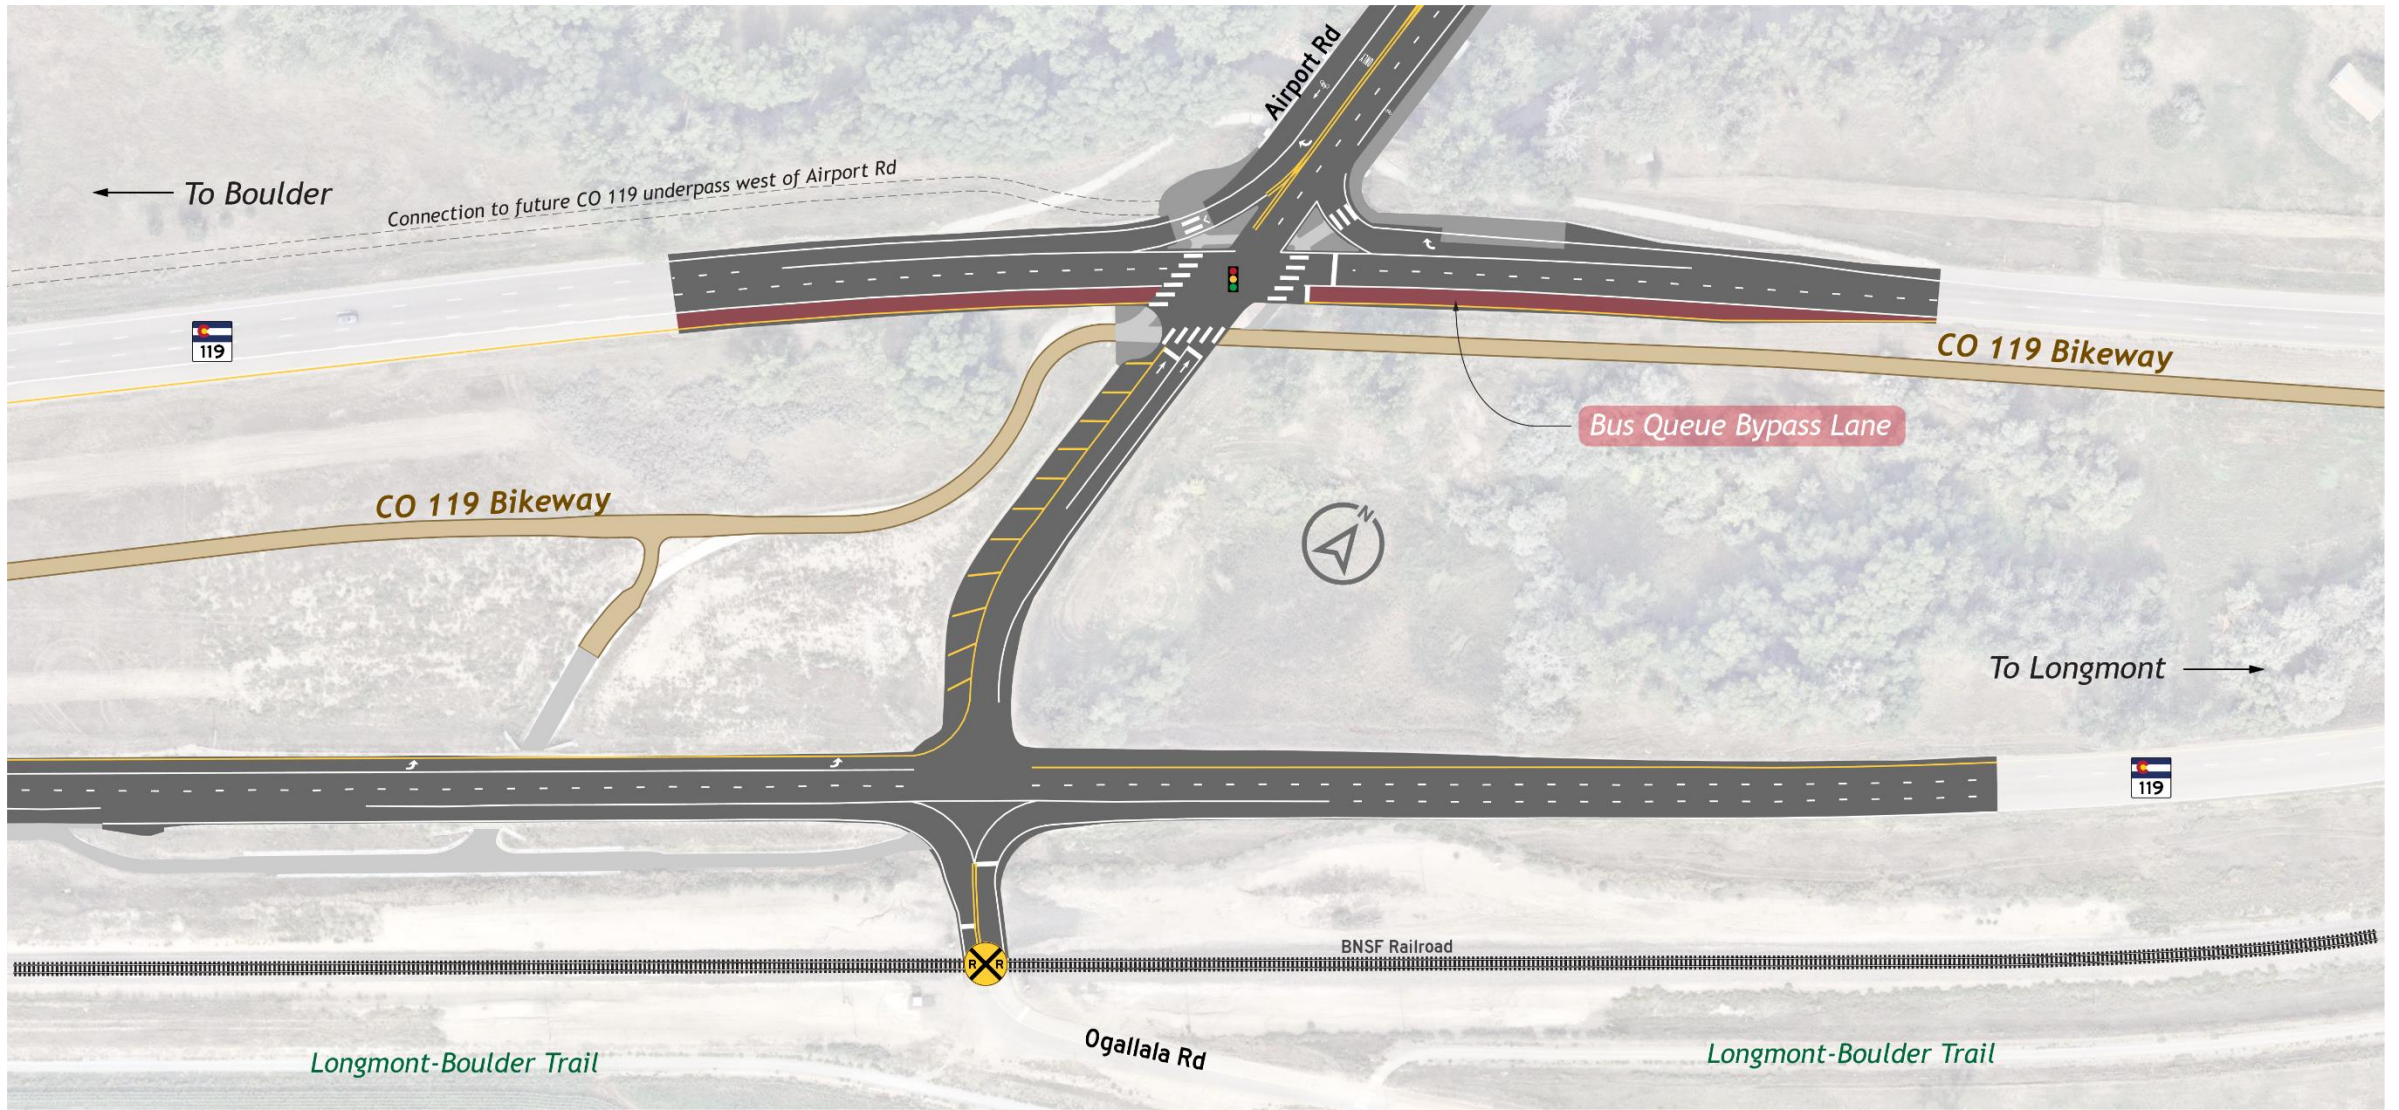 Airport Rd
ONLY
Connection to future CO 119 underpass west of Airport Rd
To Boulder
119
CO 119 Bikeway
Bus Queue Bypass Lane
CO 119 Bikeway
N
To Longmont
119
BNSF Railroad
R R
Ogallala Rd
Longmont-Boulder Trail
Longmont-Boulder Trail